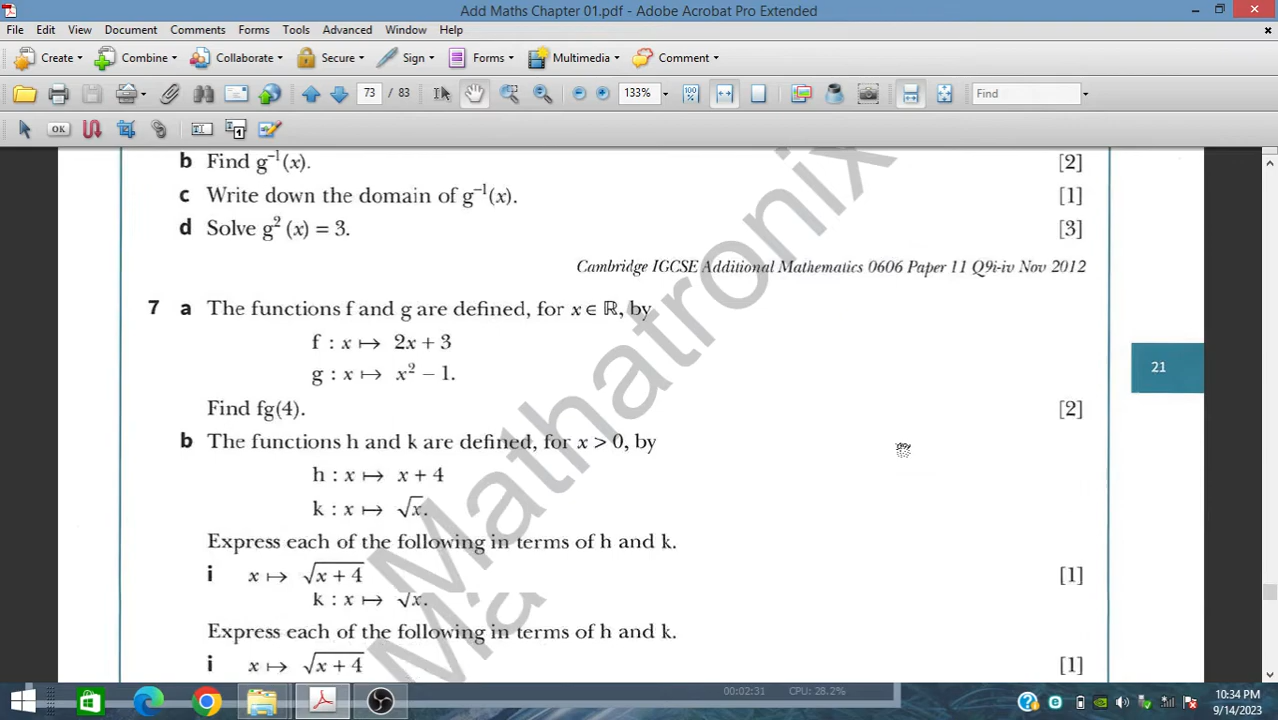 Add Maths Chapter 01.pdf - Adobe Acrobat Pro Extended
File Edit View Document Comments Forms Tools Advanced Window Help
Create Combine Collaborate Secure Sign Forms Multimedia Comment
73 / 83 133% Find
OK
b Find g⁻¹(x). [2]
c Write down the domain of g⁻¹(x). [1]
d Solve g² (x) = 3. [3]
Cambridge IGCSE Additional Mathematics 0606 Paper 11 Q9i-iv Nov 2012
7 a The functions f and g are defined, for x ∈ ℝ, by
f : x ↦ 2x + 3
g : x ↦ x² − 1.
21
Find fg(4). [2]
b The functions h and k are defined, for x > 0, by
h : x ↦ x + 4
k : x ↦ √x.
Express each of the following in terms of h and k.
i x ↦ √(x + 4) [1]
k : x ↦ √x.
Express each of the following in terms of h and k.
i x ↦ √(x + 4) [1]
Mathatronix
Ma
00:02:31 CPU: 28.2%
10:34 PM
9/14/2023